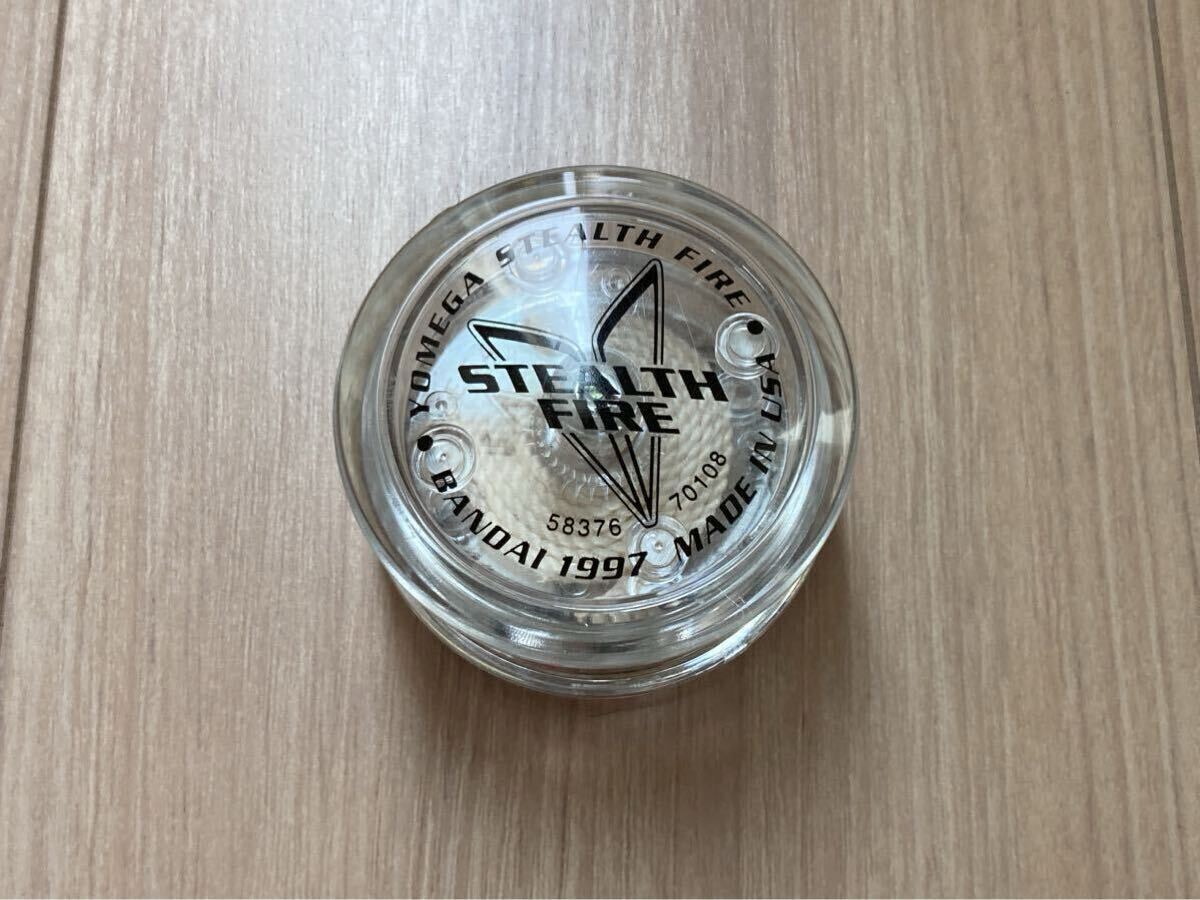 YOMEGA STEALTH FIRE
STEALTH
FIRE
58376
70108
BANDAI 1997 MADE IN USA